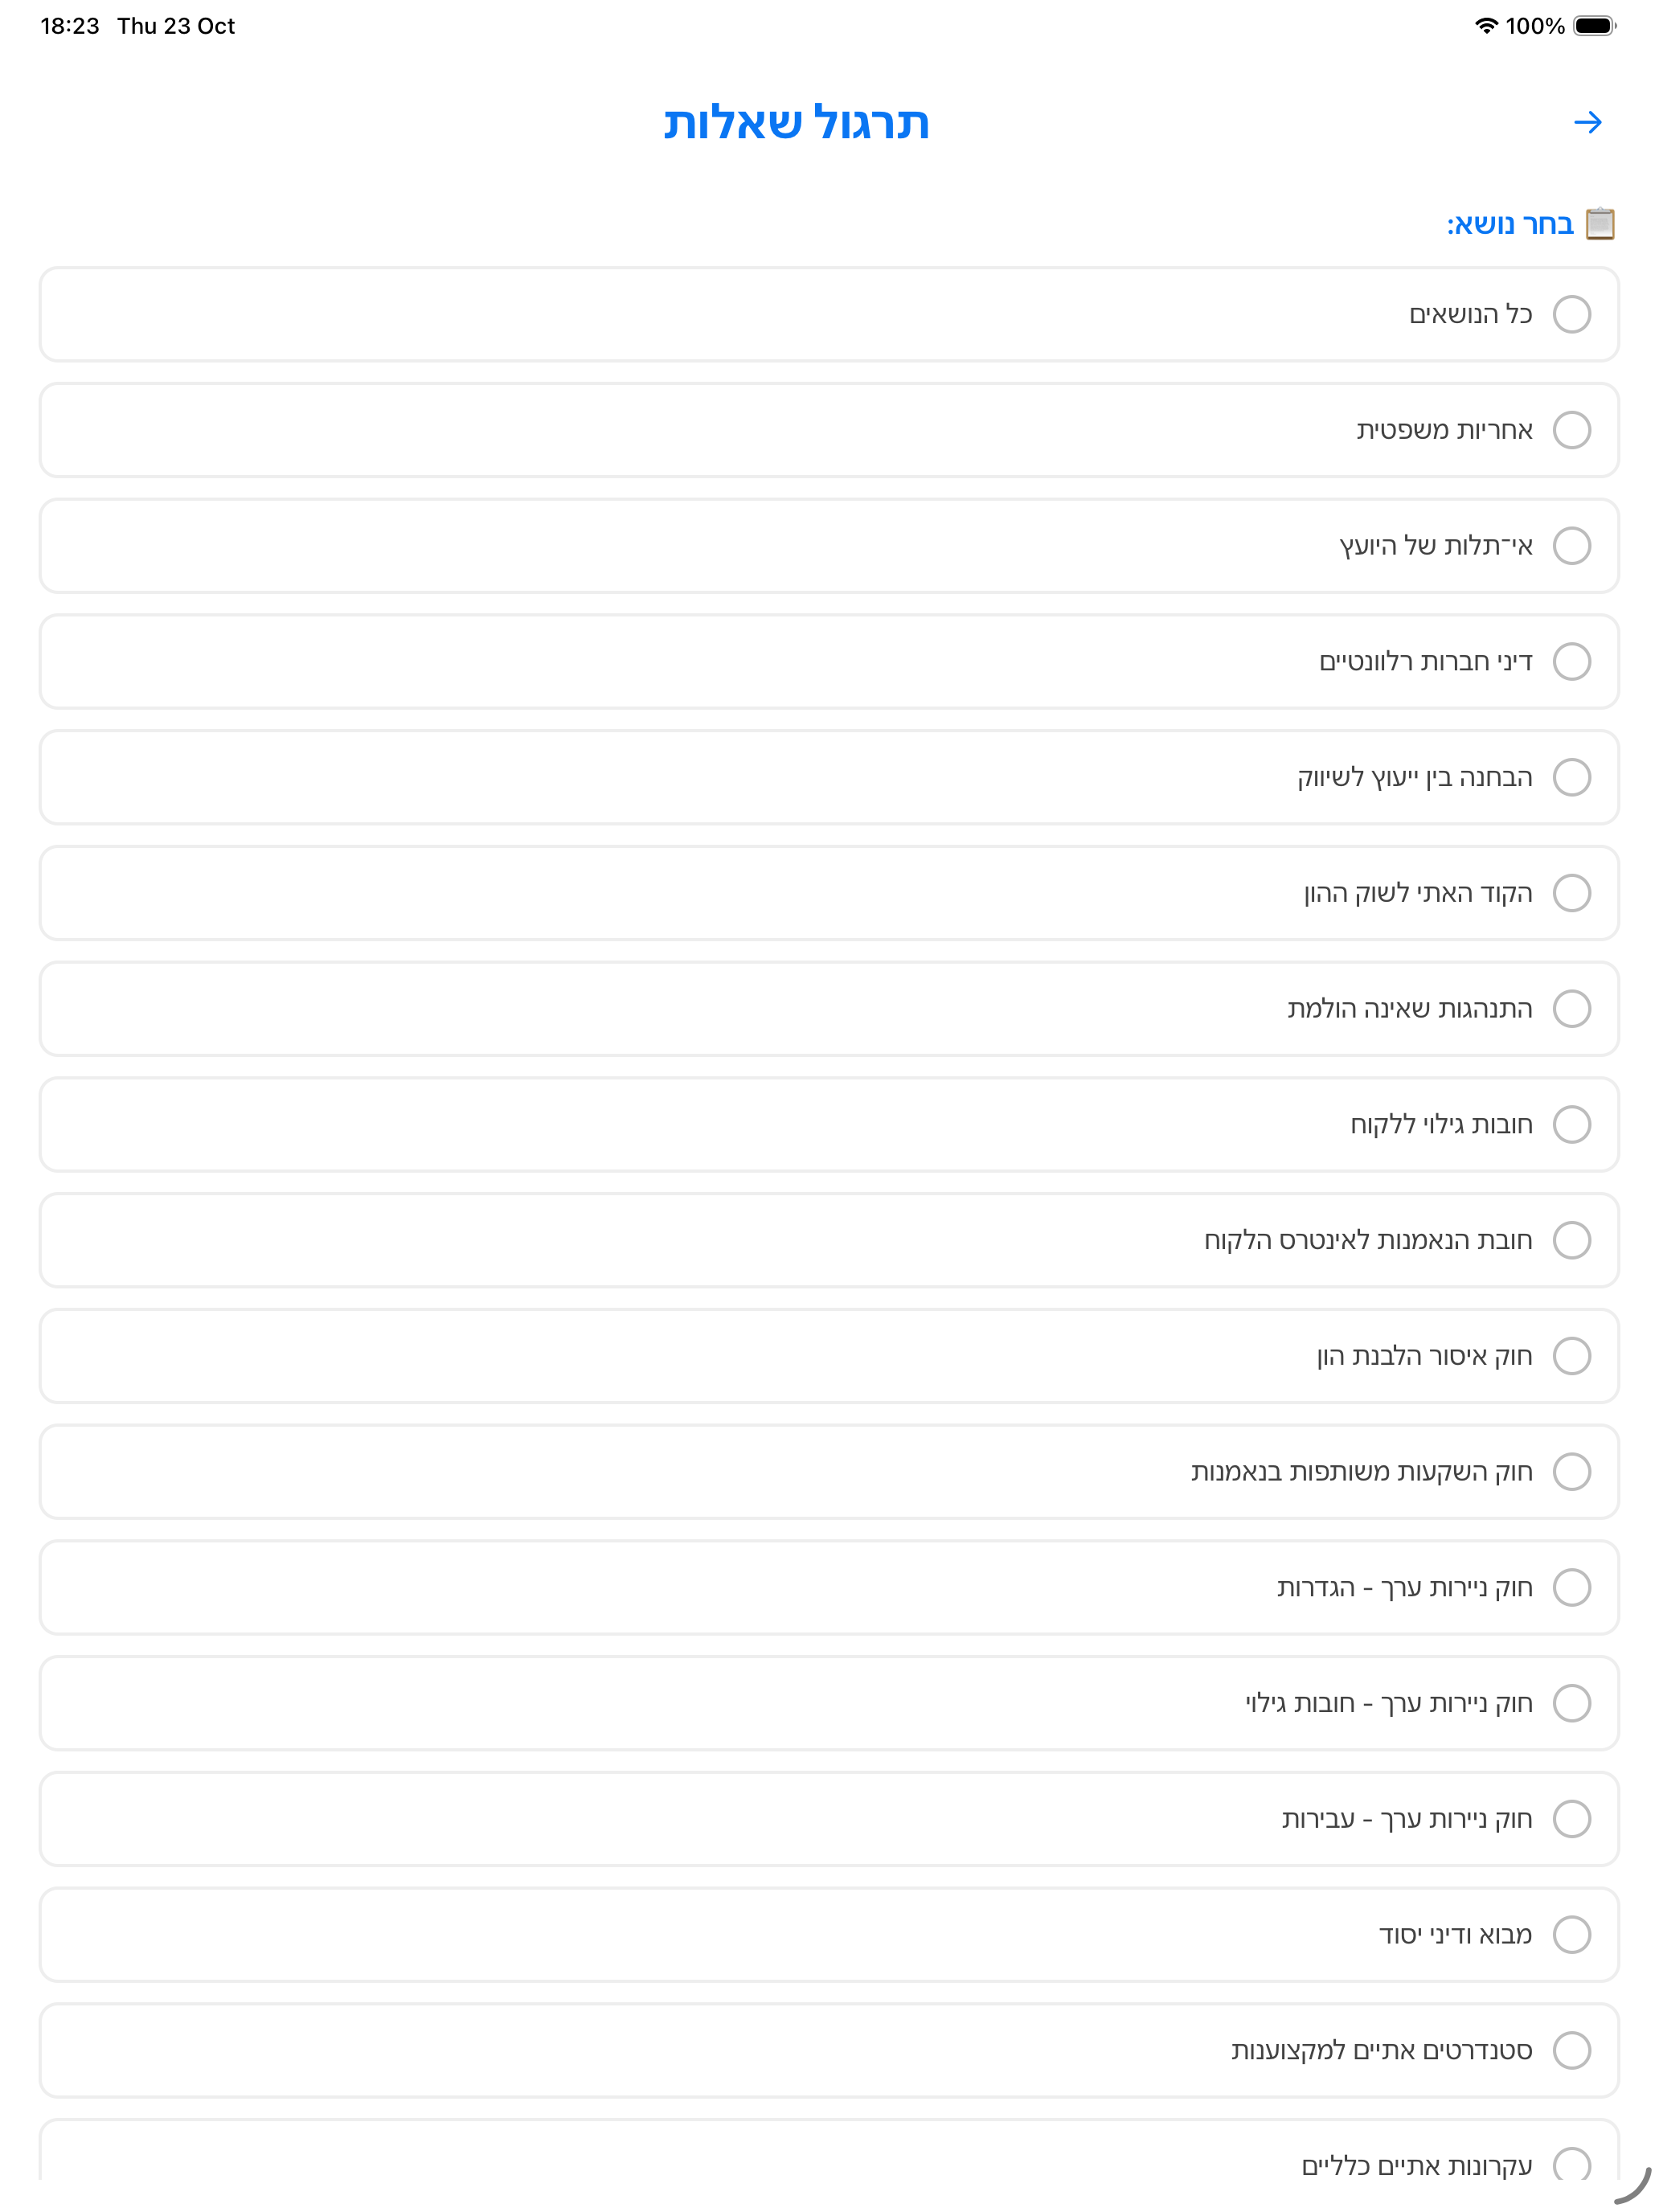 18:23 Thu 23 Oct
100%
תרגול שאלות
בחר נושא:
כל הנושאים
אחריות משפטית
אי־תלות של היועץ
דיני חברות רלוונטיים
הבחנה בין ייעוץ לשיווק
הקוד האתי לשוק ההון
התנהגות שאינה הולמת
חובות גילוי ללקוח
חובת הנאמנות לאינטרס הלקוח
חוק איסור הלבנת הון
חוק השקעות משותפות בנאמנות
חוק ניירות ערך - הגדרות
חוק ניירות ערך - חובות גילוי
חוק ניירות ערך - עבירות
מבוא ודיני יסוד
סטנדרטים אתיים למקצוענות
עקרונות אתיים כלליים